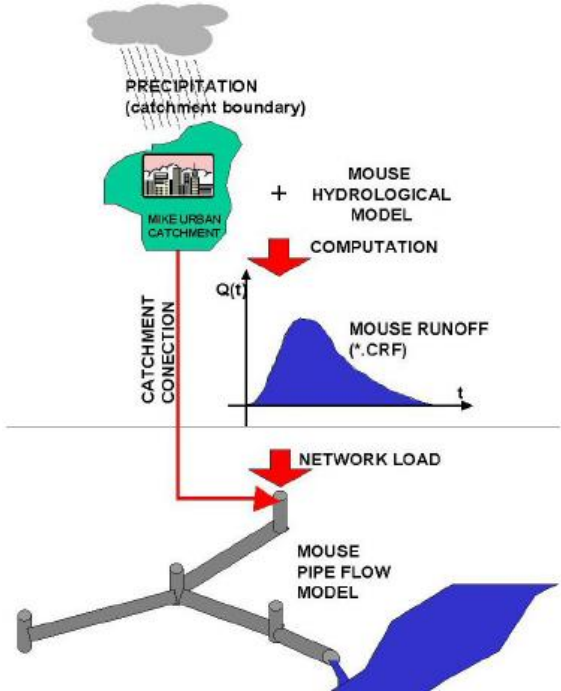 PRECIPITATION
(catchment boundary)
MIKE URBAN
CATCHMENT
+
MOUSE
HYDROLOGICAL
MODEL
COMPUTATION
Q(t)
CATCHMENT
CONECTION
MOUSE RUNOFF
(*.CRF)
t
NETWORK LOAD
MOUSE
PIPE FLOW
MODEL